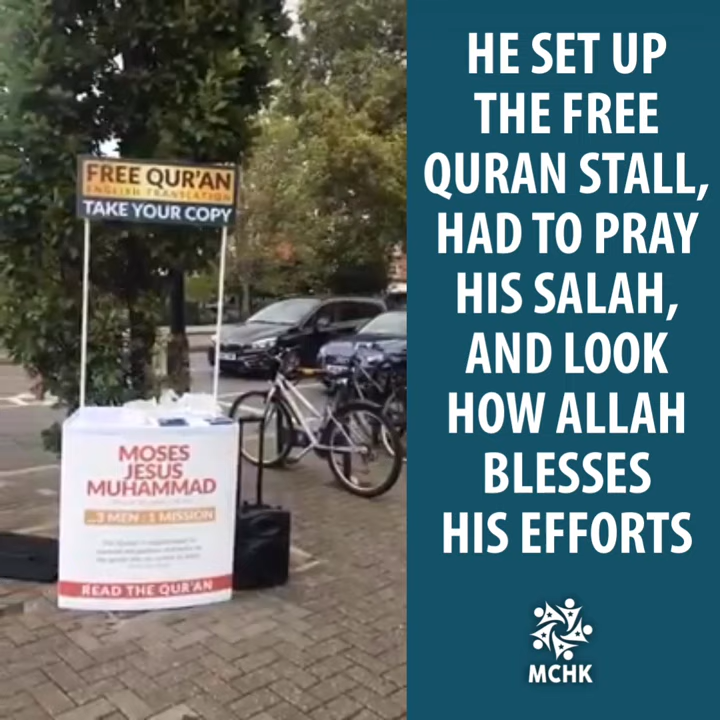 FREE QUR'AN
ENGLISH TRANSLATION
TAKE YOUR COPY
MOSES
JESUS
MUHAMMAD
...3 MEN : 1 MISSION
READ THE QUR'AN
HE SET UP
THE FREE
QURAN STALL,
HAD TO PRAY
HIS SALAH,
AND LOOK
HOW ALLAH
BLESSES
HIS EFFORTS
MCHK